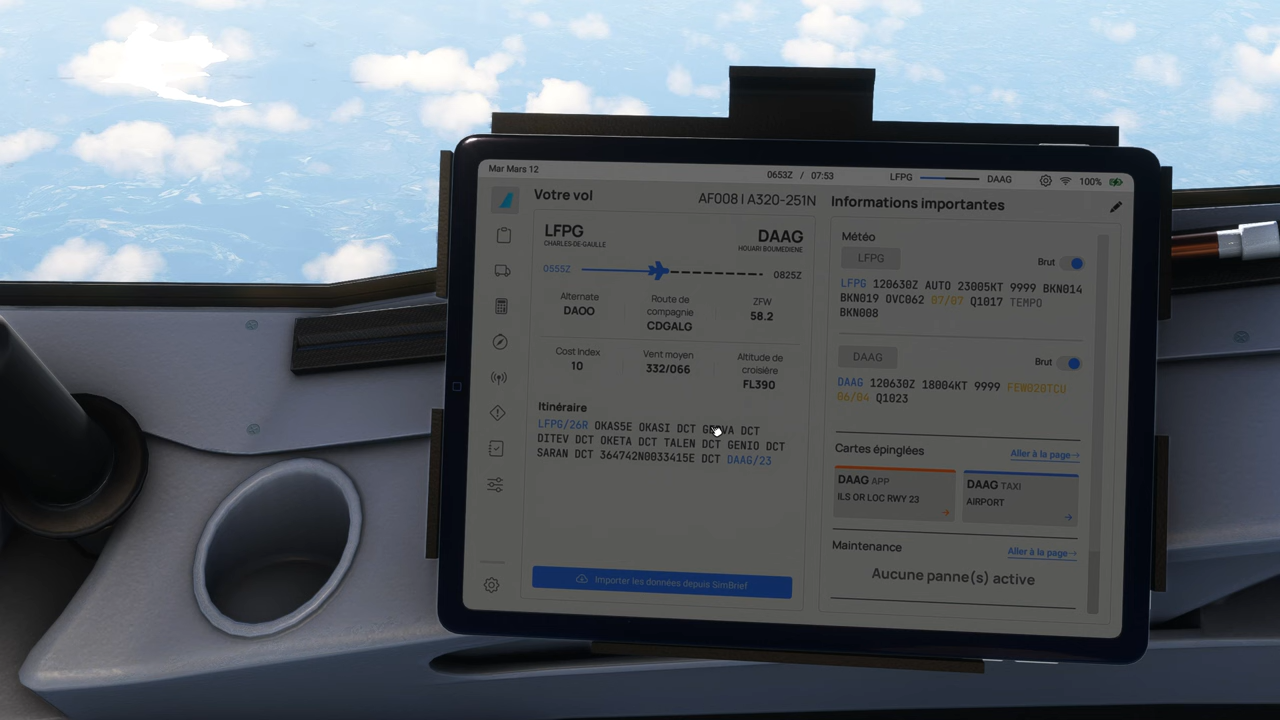 Mar Mars 12
0653Z / 07:53
LFPG
DAAG
100%
Votre vol
AF008 | A320-251N
LFPG
CHARLES-DE-GAULLE
DAAG
HOUARI BOUMEDIENE
0555Z
0825Z
Alternate
DAOO
Route de
compagnie
CDGALG
ZFW
58.2
Cost Index
10
Vent moyen
332/066
Altitude de
croisière
FL390
Itinéraire
LFPG/26R OKAS5E OKASI DCT DCT
DITEV DCT OKETA DCT TALEN DCT GENIO DCT
SARAN DCT 364742N0033415E DCT DAAG/23
Importer les données depuis SimBrief
Informations importantes
Météo
LFPG
Brut
LFPG 120630Z AUTO 23005KT 9999 BKN014
BKN019 OVC062 07/07 Q1017 TEMPO
BKN008
DAAG
Brut
DAAG 120630Z 18004KT 9999 FEW020TCU
06/04 Q1023
Cartes épinglées
Aller à la page→
DAAG APP
ILS OR LOC RWY 23
→
DAAG TAXI
AIRPORT
→
Maintenance
Aller à la page→
Aucune panne(s) active